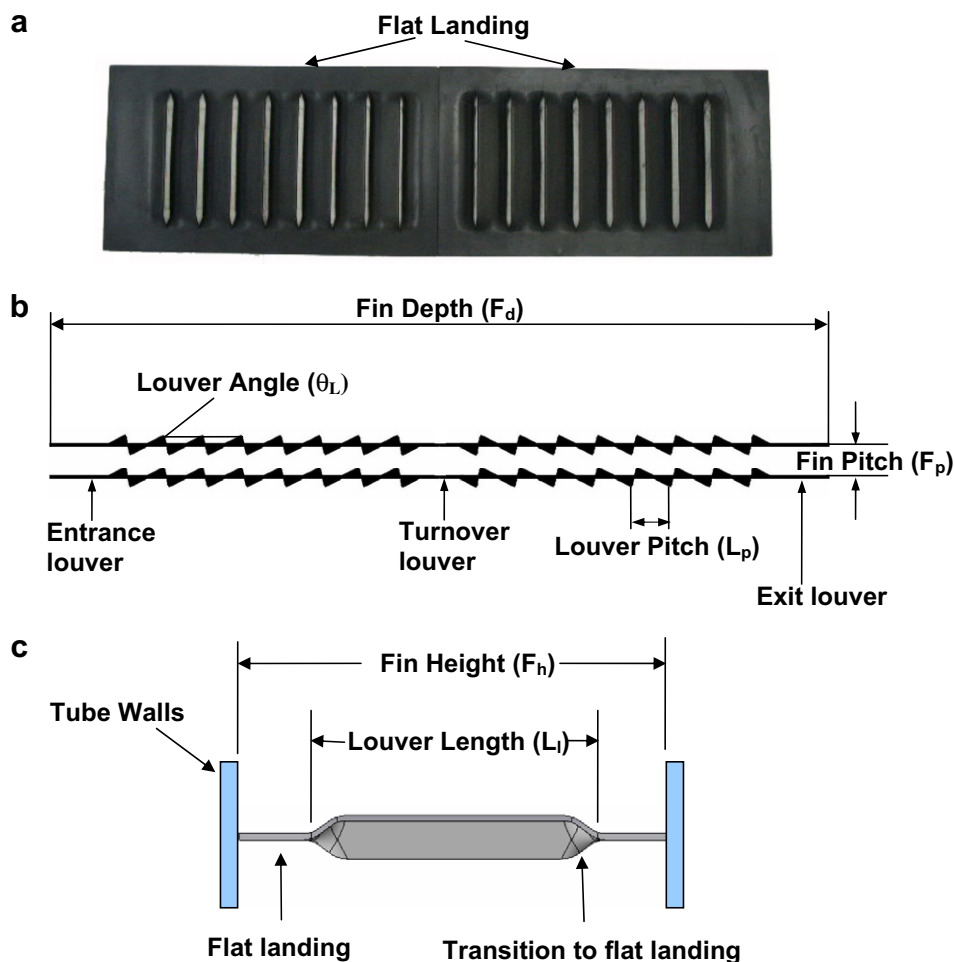 a
Flat Landing
b
Fin Depth (Fd)
Louver Angle (θL)
Fin Pitch (Fp)
Entrance
louver
Turnover
louver
Louver Pitch (Lp)
Exit louver
c
Fin Height (Fh)
Tube Walls
Louver Length (Ll)
Flat landing
Transition to flat landing